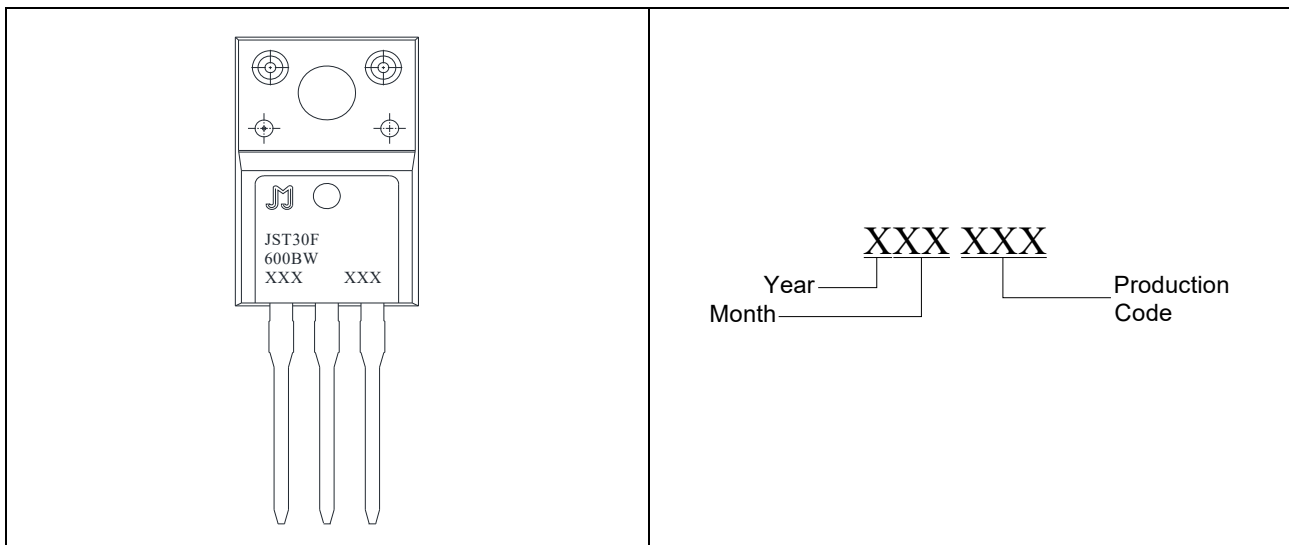 JST30F
600BW
XXX XXX
XXX XXX
Year
Month
Production
Code